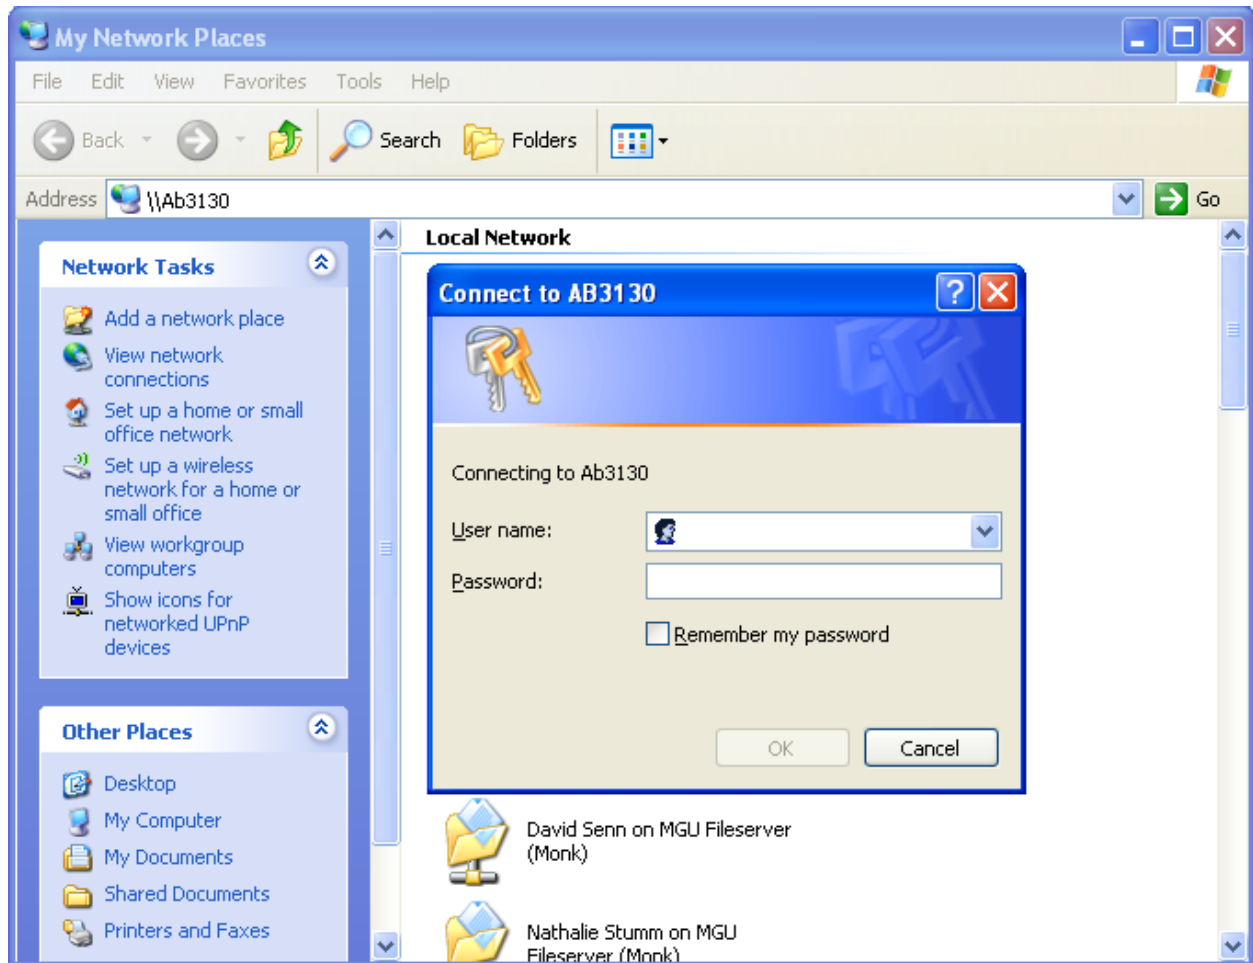 My Network Places
File Edit View Favorites Tools Help
Back Search Folders
Address \\Ab3130 Go
Network Tasks
Add a network place
View network
connections
Set up a home or small
office network
Set up a wireless
network for a home or
small office
View workgroup
computers
Show icons for
networked UPnP
devices
Other Places
Desktop
My Computer
My Documents
Shared Documents
Printers and Faxes
Local Network
Connect to AB3130
Connecting to Ab3130
User name:
Password:
Remember my password
OK Cancel
David Senn on MGU Fileserver
(Monk)
Nathalie Stumm on MGU
Fileserver (Monk)